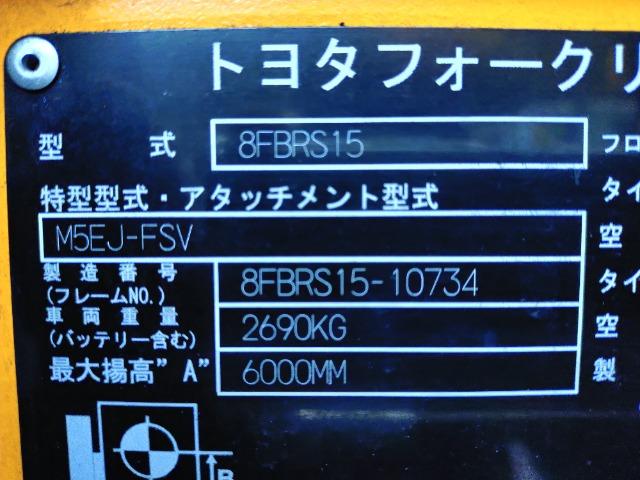 トヨタフォークリ
型 式 8FBRS15 フロ
特型型式・アタッチメント型式 タイ
M5EJ-FSV 空
製造番号 8FBRS15-10734 タイ
(フレームNO.)
車両重量 2690KG 空
(バッテリー含む)
最大揚高"A" 6000MM 製
B